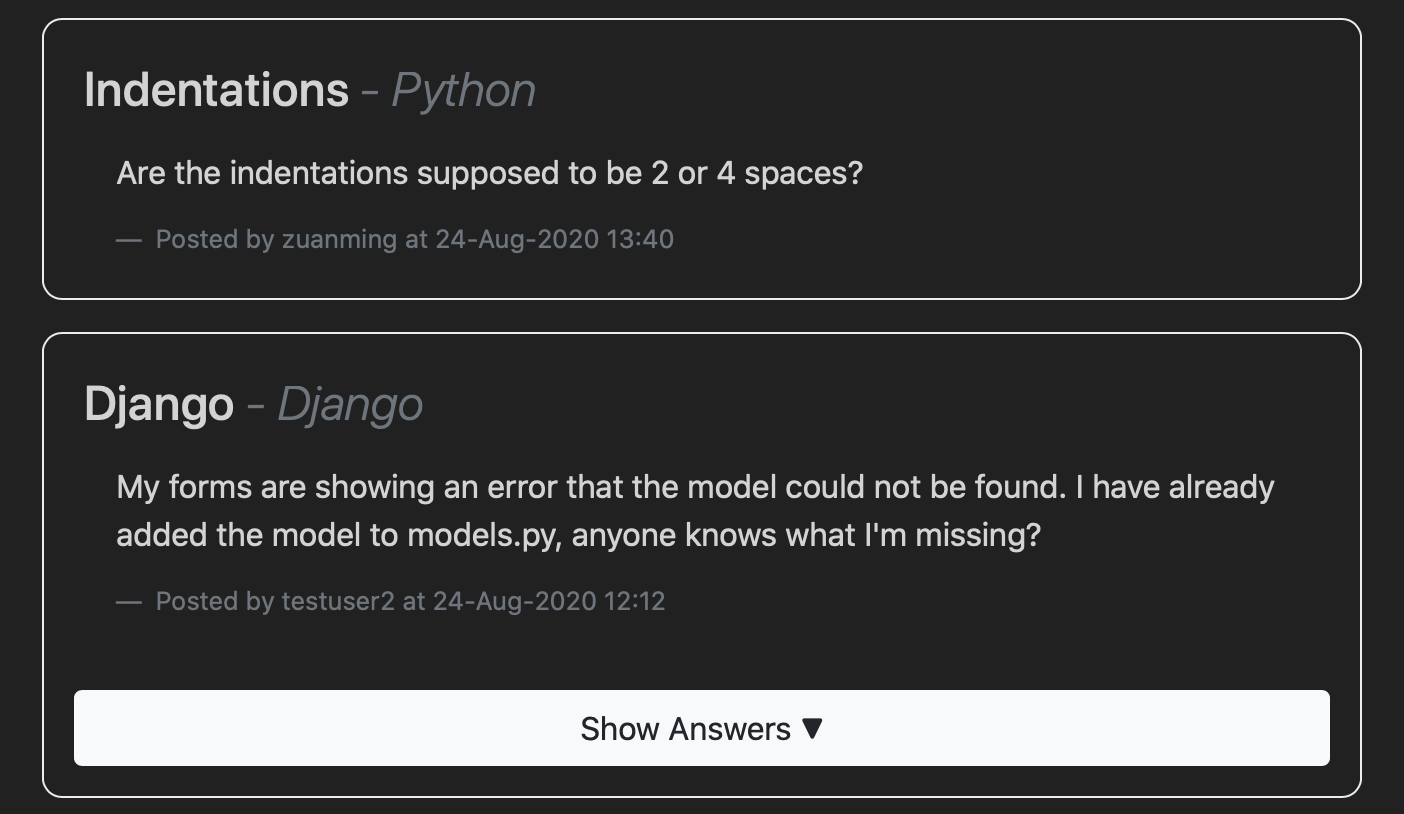 Indentations - Python
Are the indentations supposed to be 2 or 4 spaces?
— Posted by zuanming at 24-Aug-2020 13:40
Django - Django
My forms are showing an error that the model could not be found. I have already
added the model to models.py, anyone knows what I'm missing?
— Posted by testuser2 at 24-Aug-2020 12:12
Show Answers ▼